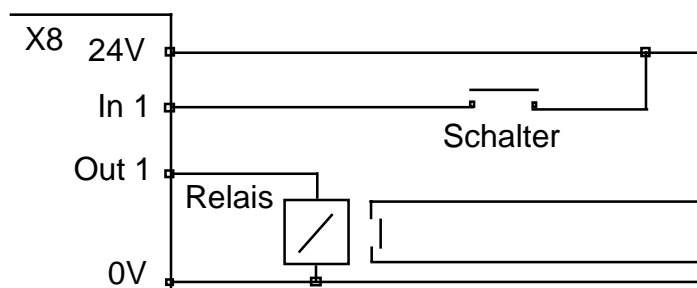 X8
24V
In 1
Schalter
Out 1
Relais
0V